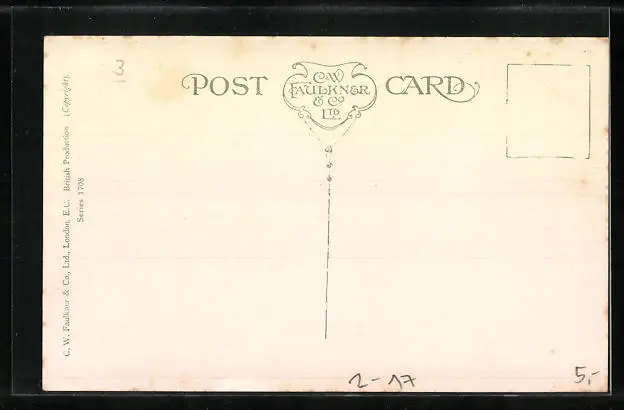 3
POST CARD
C.W.
FAULKNER
& Co
LTD
C. W. Faulkner & Co., Ltd., London, E.C. British Production (Copyright).
Series 1708
2-17
5,-